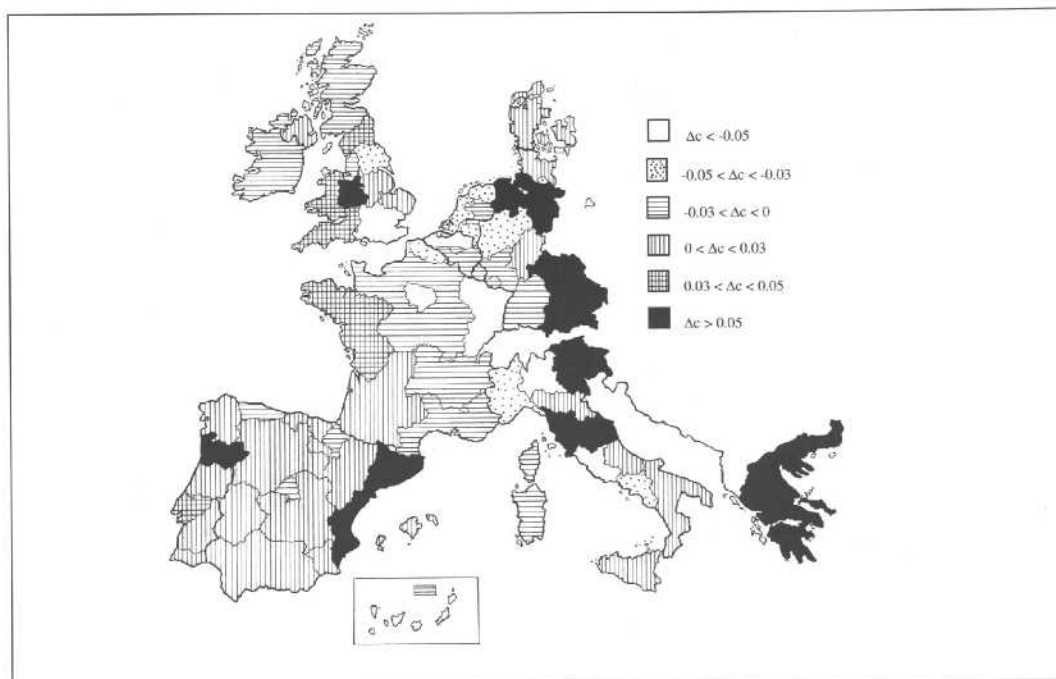 Δc < -0.05
-0.05 < Δc < -0.03
-0.03 < Δc < 0
0 < Δc < 0.03
0.03 < Δc < 0.05
Δc > 0.05